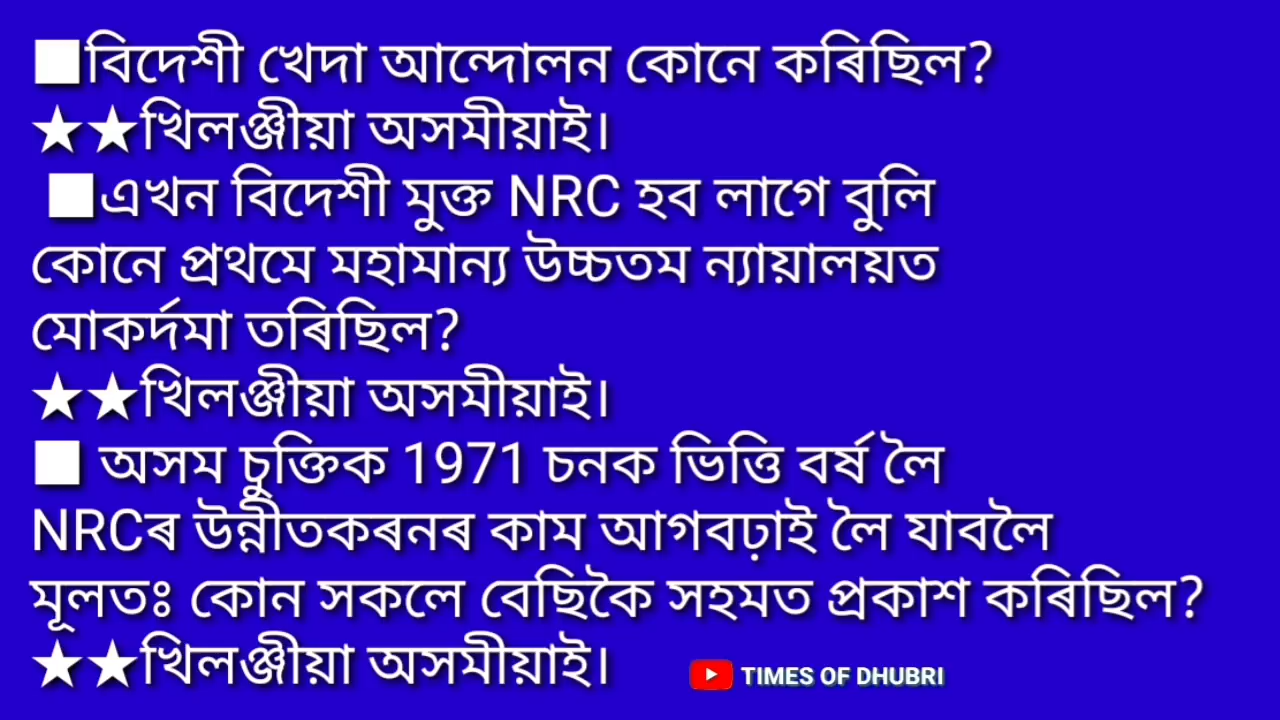 ■বিদেশী খেদা আন্দোলন কোনে কৰিছিল?
★★খিলঞ্জীয়া অসমীয়াই।
■এখন বিদেশী মুক্ত NRC হব লাগে বুলি
কোনে প্ৰথমে মহামান্য উচ্চতম ন্যায়ালয়ত
মোকৰ্দমা তৰিছিল?
★★খিলঞ্জীয়া অসমীয়াই।
■ অসম চুক্তিক 1971 চনক ভিত্তি বৰ্ষ লৈ
NRCৰ উন্নীতকৰনৰ কাম আগবঢ়াই লৈ যাবলৈ
মূলতঃ কোন সকলে বেছিকৈ সহমত প্ৰকাশ কৰিছিল?
★★খিলঞ্জীয়া অসমীয়াই।
TIMES OF DHUBRI